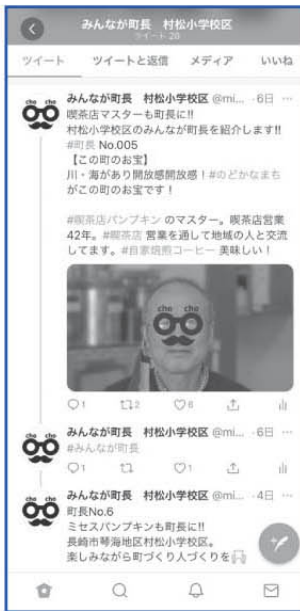 みんなが町長　村松小学校区
ツイート 20
ツイート　ツイートと返信　メディア　いいね
cho cho
みんなが町長　村松小学校区 @mi... ・6日 ...
喫茶店マスターも町長に!!
村松小学校区のみんなが町長を紹介します!!
#町長 No.005
【この町のお宝】
川・海があり開放感開放感！#のどかなまち
がこの町のお宝です！
#喫茶店パンプキン のマスター。喫茶店営業
42年。#喫茶店 営業を通して地域の人と交流
してます。#自家焙煎コーヒー 美味しい！
cho cho
1 2 6
cho cho
みんなが町長　村松小学校区 @mi... ・6日 ...
#みんなが町長
1 1
cho cho
みんなが町長　村松小学校区 @mi... ・4日 ...
町長No.6
ミセスパンプキンも町長に!!
長崎市琴海地区村松小学校区。
楽しみながら町づくり人づくりを